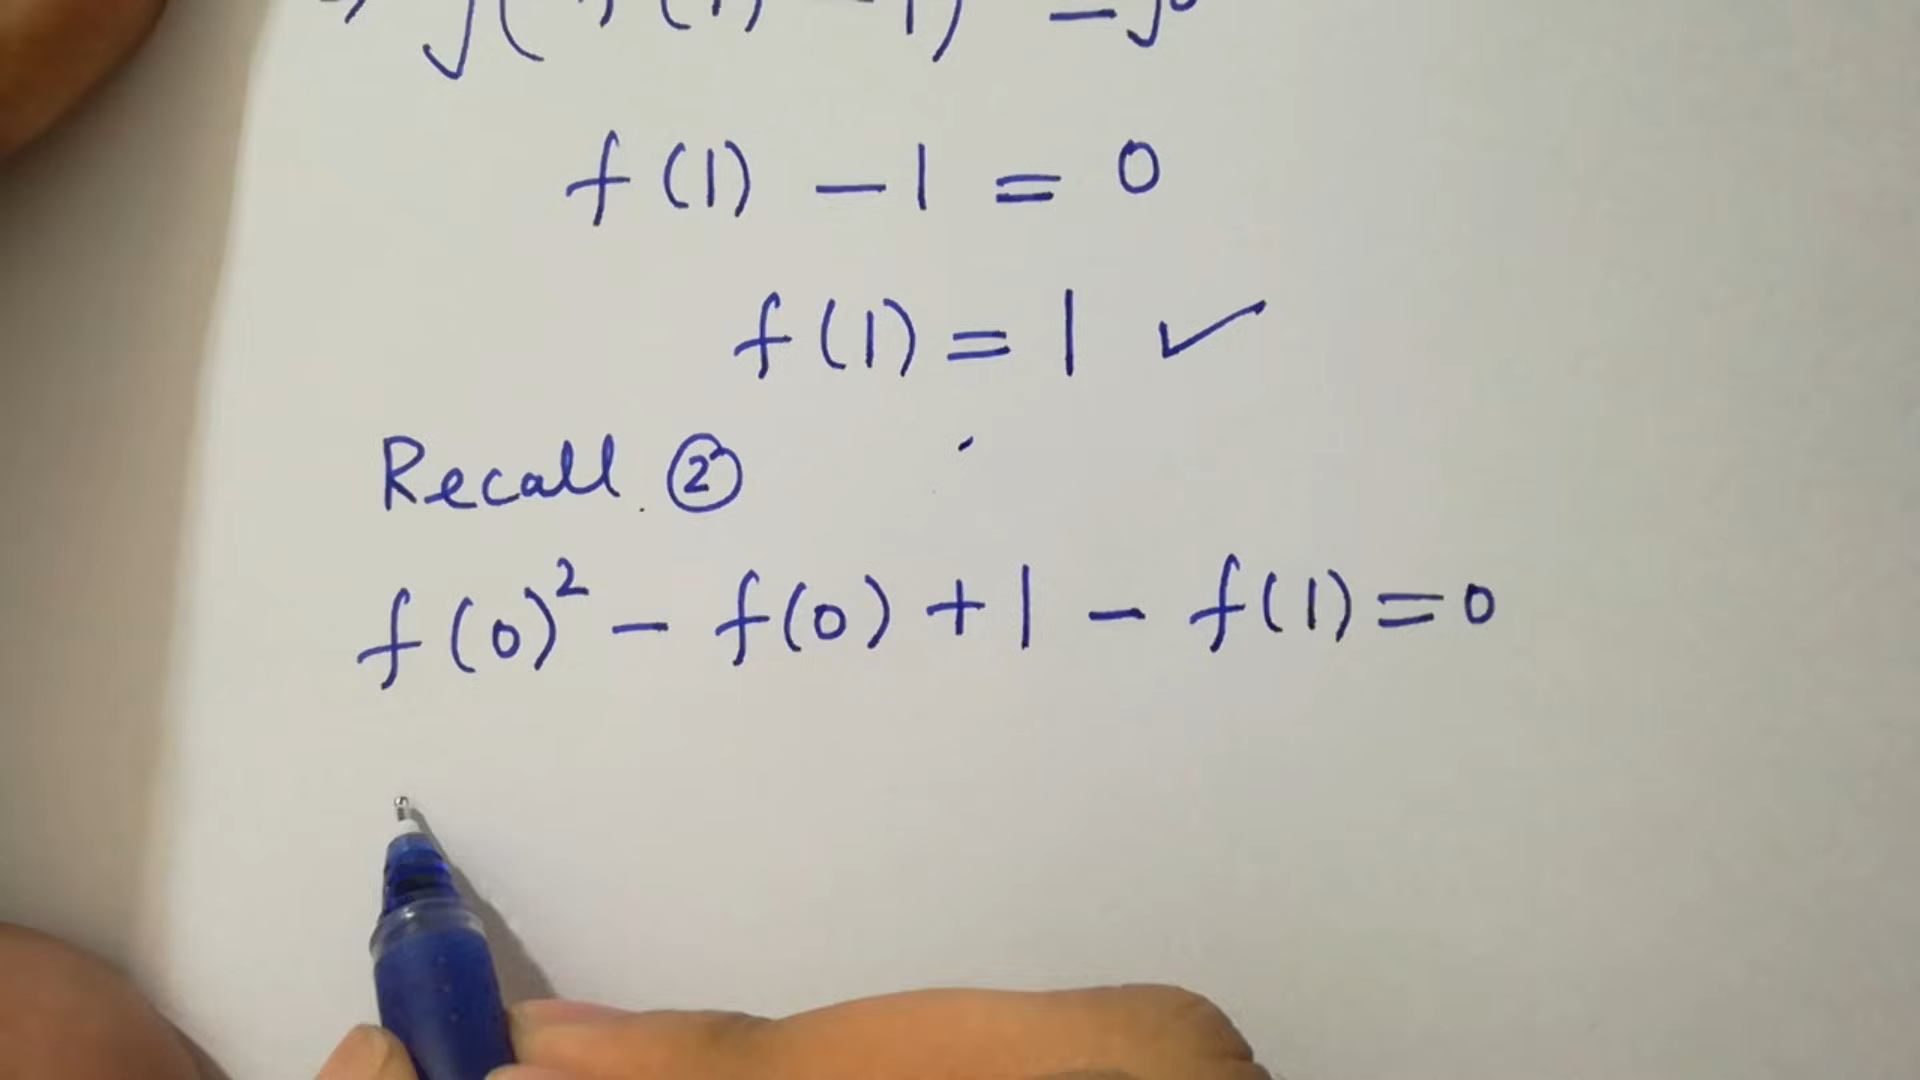 f(1) - 1 = 0
f(1) = 1 ✓
Recall ②
f(0)² - f(0) + 1 - f(1) = 0